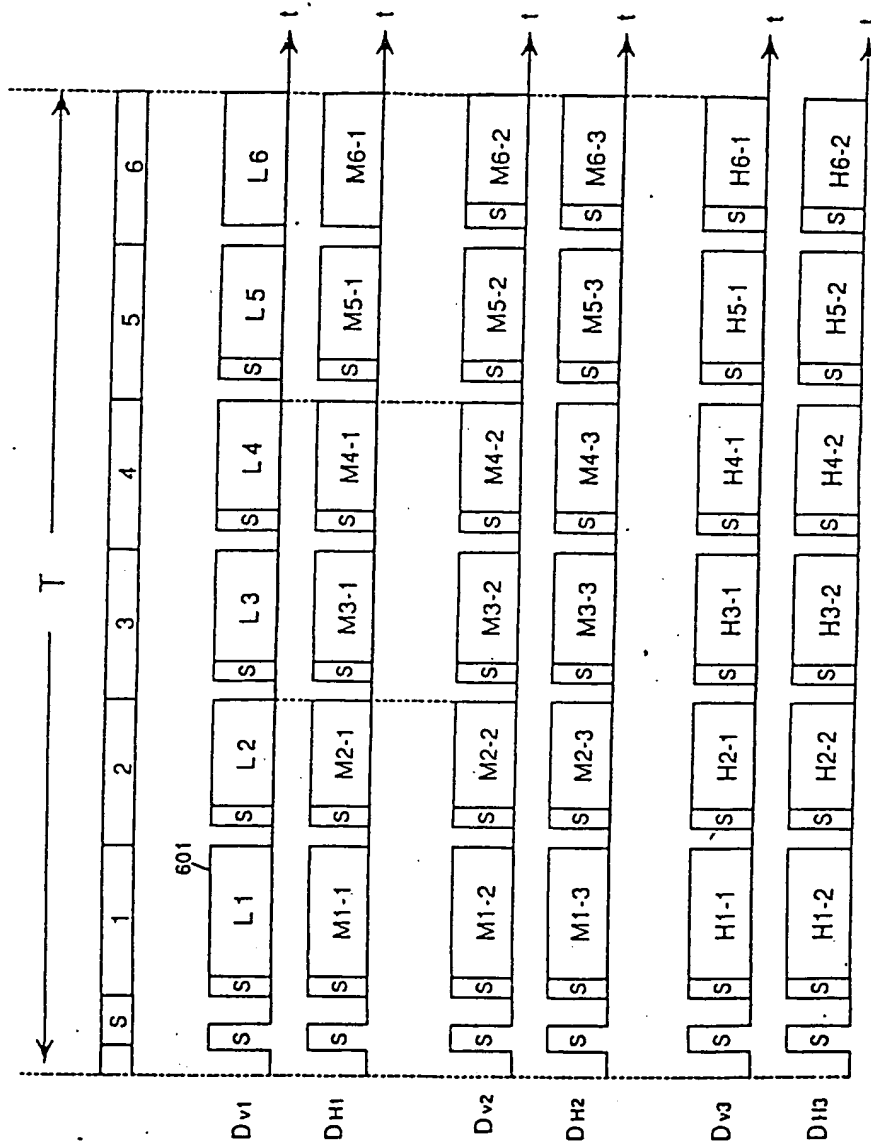 T
S 1 2 3 4 5 6
601
Dv1 S S L1 S L2 S L3 S L4 S L5 L6 t
DH1 S S M1-1 S M2-1 S M3-1 S M4-1 S M5-1 M6-1 t
Dv2 S S M1-2 S M2-2 S M3-2 S M4-2 S M5-2 S M6-2 t
DH2 S S M1-3 S M2-3 S M3-3 S M4-3 S M5-3 S M6-3 t
Dv3 S S H1-1 S H2-1 S H3-1 S H4-1 S H5-1 S H6-1 t
DH3 S S H1-2 S H2-2 S H3-2 S H4-2 S H5-2 S H6-2 t